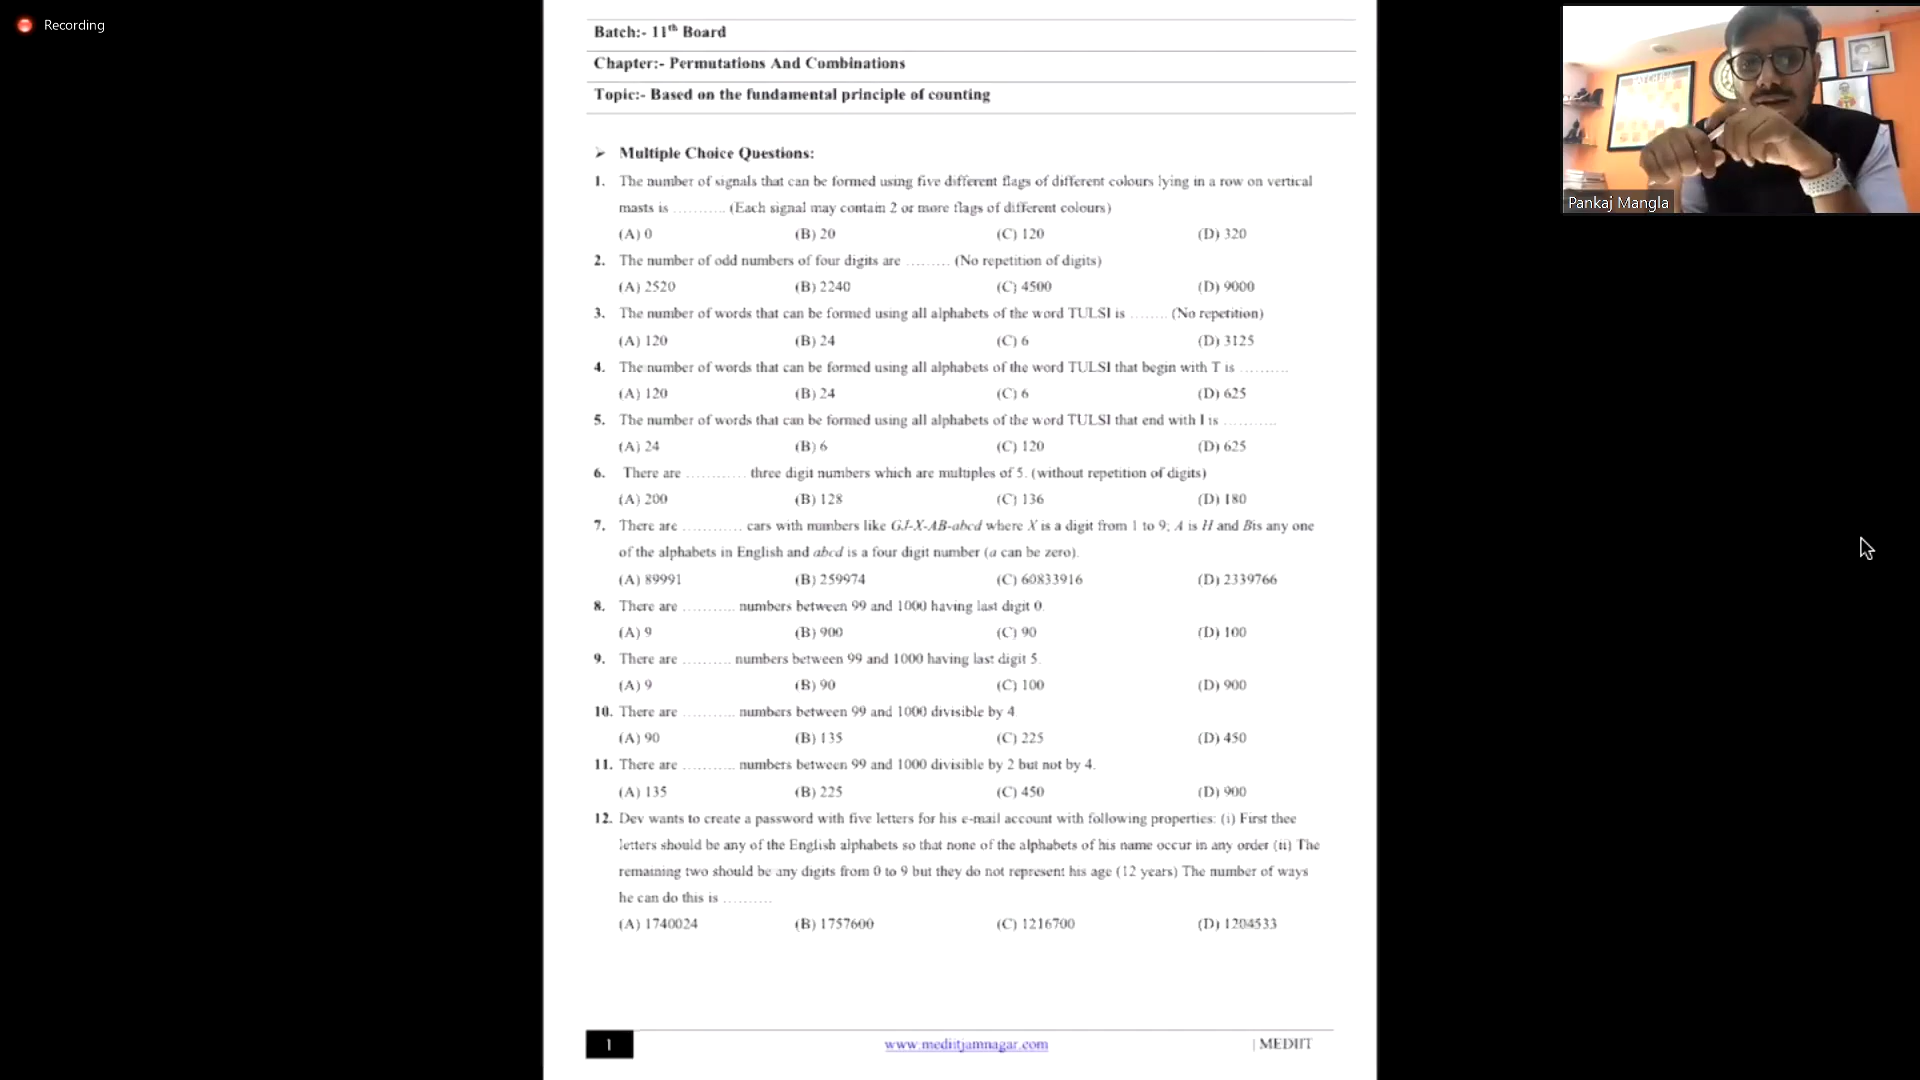 Recording
Batch:- 11th Board
Chapter:- Permutations And Combinations
Topic:- Based on the fundamental principle of counting
➤ Multiple Choice Questions:
1. The number of signals that can be formed using five different flags of different colours lying in a row on vertical
masts is .......... (Each signal may contain 2 or more flags of different colours)
(A) 0 (B) 20 (C) 120 (D) 320
2. The number of odd numbers of four digits are ......... (No repetition of digits)
(A) 2520 (B) 2240 (C) 4500 (D) 9000
3. The number of words that can be formed using all alphabets of the word TULSI is ....... (No repetition)
(A) 120 (B) 24 (C) 6 (D) 3125
4. The number of words that can be formed using all alphabets of the word TULSI that begin with T is ..........
(A) 120 (B) 24 (C) 6 (D) 625
5. The number of words that can be formed using all alphabets of the word TULSI that end with I is ...........
(A) 24 (B) 6 (C) 120 (D) 625
6. There are ............ three digit numbers which are multuples of 5. (without repetition of digits)
(A) 200 (B) 128 (C) 136 (D) 180
7. There are ............ cars with numbers like GJ-X-AB-abcd where X is a digit from 1 to 9; A is H and Bis any one
of the alphabets in English and abcd is a four digit number (a can be zero).
(A) 89991 (B) 259974 (C) 60833916 (D) 2339766
8. There are ........... numbers between 99 and 1000 having last digit 0.
(A) 9 (B) 900 (C) 90 (D) 100
9. There are .......... numbers between 99 and 1000 having last digit 5.
(A) 9 (B) 90 (C) 100 (D) 900
10. There are ........... numbers between 99 and 1000 divisible by 4.
(A) 90 (B) 135 (C) 225 (D) 450
11. There are ........... numbers between 99 and 1000 divisible by 2 but not by 4.
(A) 135 (B) 225 (C) 450 (D) 900
12. Dev wants to create a password with five letters for his e-mail account with following properties: (i) First thee
letters should be any of the English alphabets so that none of the alphabets of his name occur in any order (ii) The
remaining two should be any digits from 0 to 9 but they do not represent his age (12 years) The number of ways
he can do this is ..........
(A) 1740024 (B) 1757600 (C) 1216700 (D) 1204533
1 www.mediitjamnagar.com | MEDIIT
Pankaj Mangla